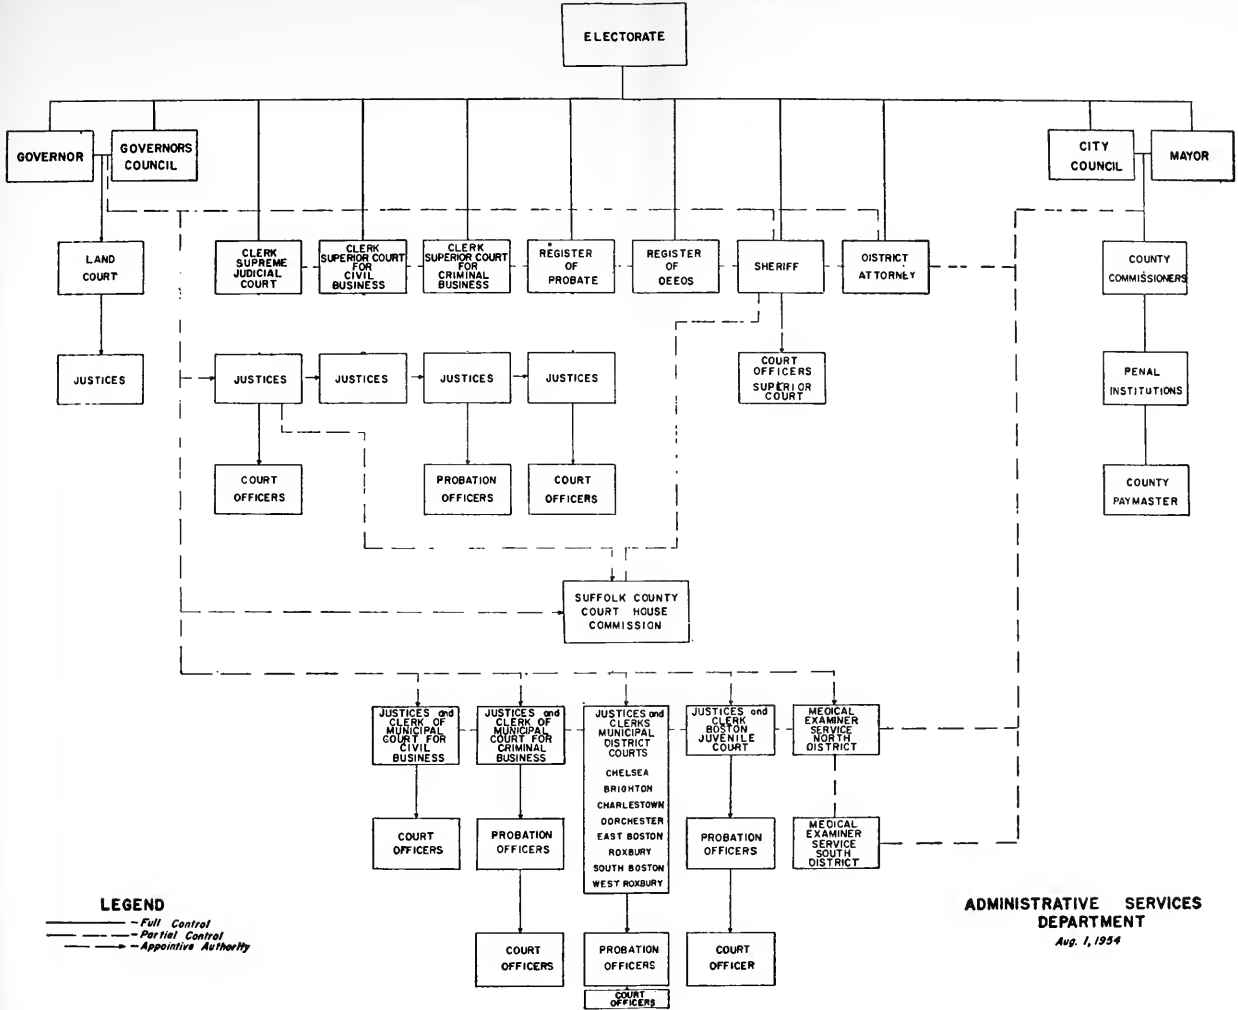 ELECTORATE
GOVERNOR
GOVERNORS
COUNCIL
CITY
COUNCIL
MAYOR
LAND
COURT
CLERK
SUPREME
JUDICIAL
COURT
CLERK
SUPERIOR COURT
FOR
CIVIL
BUSINESS
CLERK
SUPERIOR COURT
FOR
CRIMINAL
BUSINESS
REGISTER
OF
PROBATE
REGISTER
OF
DEEDS
SHERIFF
DISTRICT
ATTORNEY
COUNTY
COMMISSIONERS
JUSTICES
JUSTICES
JUSTICES
JUSTICES
JUSTICES
COURT
OFFICERS
SUPERIOR
COURT
PENAL
INSTITUTIONS
COURT
OFFICERS
PROBATION
OFFICERS
COURT
OFFICERS
COUNTY
PAYMASTER
SUFFOLK COUNTY
COURT HOUSE
COMMISSION
JUSTICES and
CLERK OF
MUNICIPAL
COURT FOR
CIVIL
BUSINESS
JUSTICES and
CLERK OF
MUNICIPAL
COURT FOR
CRIMINAL
BUSINESS
JUSTICES and
CLERKS
MUNICIPAL
DISTRICT
COURTS
CHELSEA
BRIGHTON
CHARLESTOWN
DORCHESTER
EAST BOSTON
ROXBURY
SOUTH BOSTON
WEST ROXBURY
JUSTICES and
CLERK
BOSTON
JUVENILE
COURT
MEDICAL
EXAMINER
SERVICE
NORTH
DISTRICT
COURT
OFFICERS
PROBATION
OFFICERS
PROBATION
OFFICERS
MEDICAL
EXAMINER
SERVICE
SOUTH
DISTRICT
COURT
OFFICERS
PROBATION
OFFICERS
COURT
OFFICERS
COURT
OFFICER
LEGEND
- Full Control
- Partial Control
- Appointive Authority
ADMINISTRATIVE SERVICES
DEPARTMENT
Aug. 1, 1954